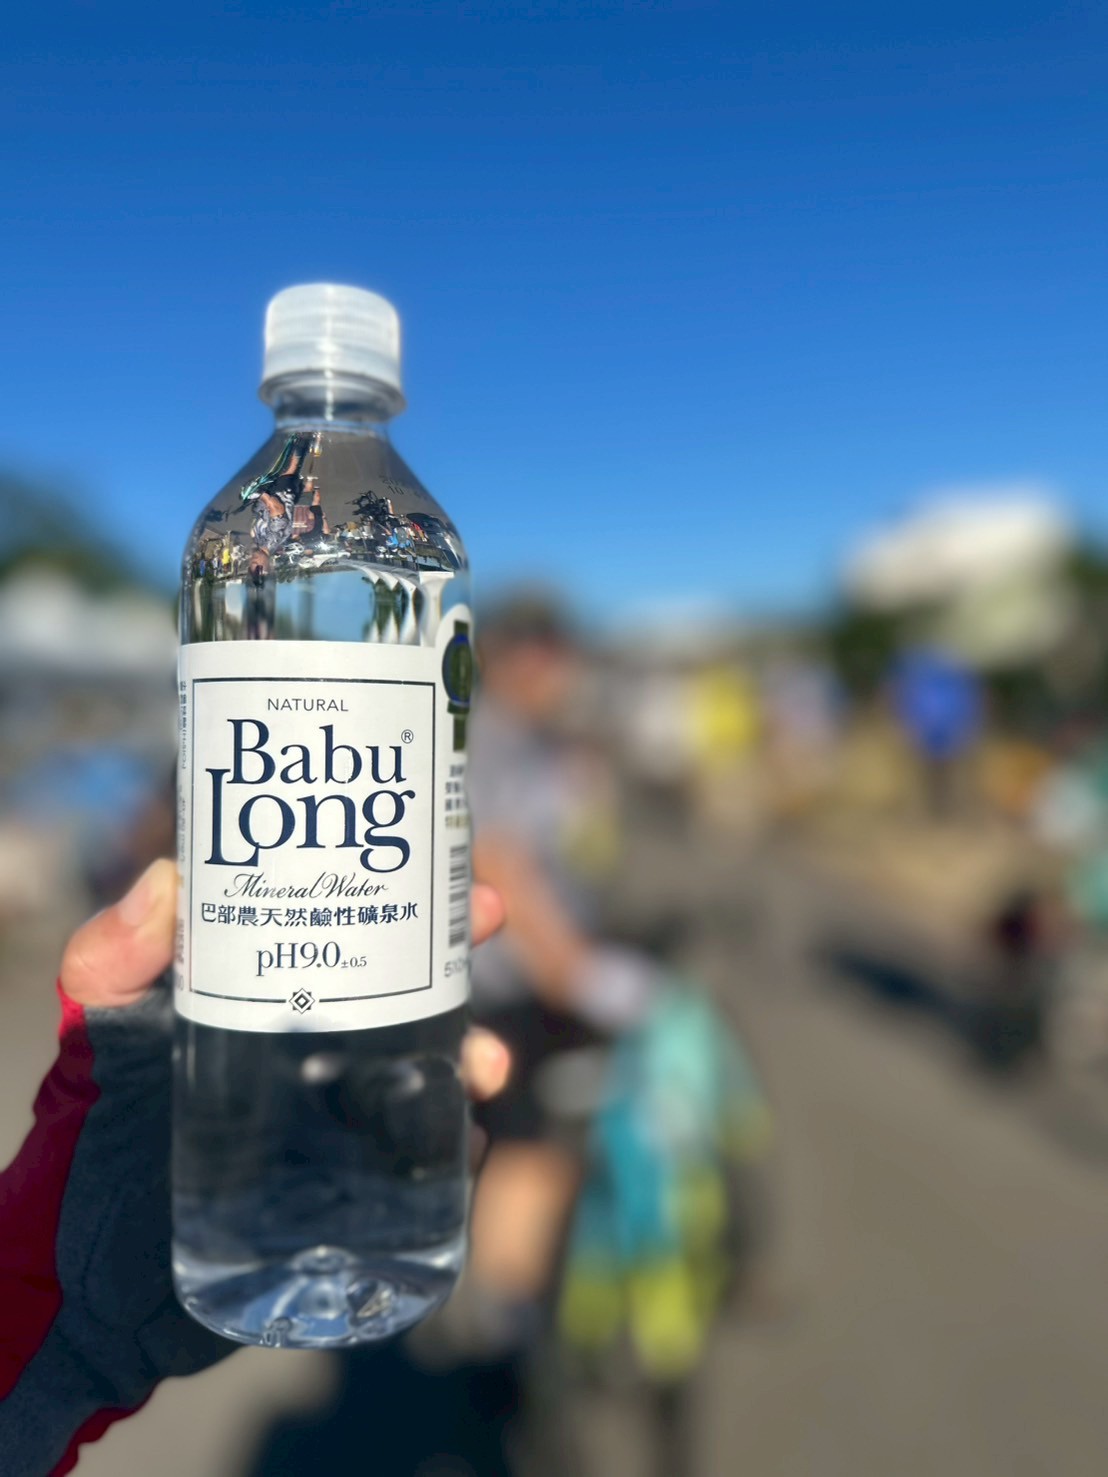 NATURAL
Babu®
Long
Mineral Water
巴部農天然鹼性礦泉水
pH9.0±0.5